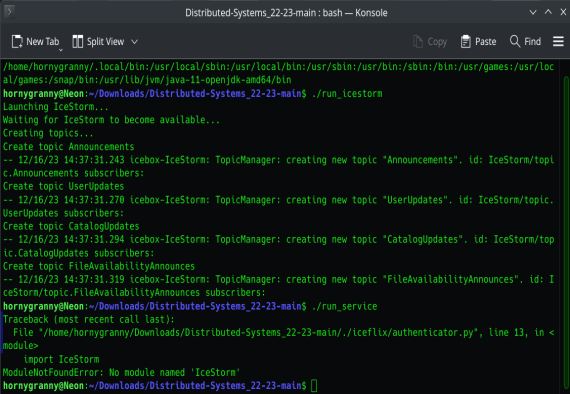 Distributed-Systems_22-23-main : bash — Konsole
New Tab Split View Copy Paste Find
/home/hornygranny/.local/bin:/usr/local/sbin:/usr/local/bin:/usr/sbin:/usr/bin:/sbin:/bin:/usr/games:/usr/loc
al/games:/snap/bin:/usr/lib/jvm/java-11-openjdk-amd64/bin
hornygranny@Neon:~/Downloads/Distributed-Systems_22-23-main$ ./run_icestorm
Launching IceStorm...
Waiting for IceStorm to become available...
Creating topics...
Create topic Announcements
-- 12/16/23 14:37:31.243 icebox-IceStorm: TopicManager: creating new topic "Announcements". id: IceStorm/topi
c.Announcements subscribers:
Create topic UserUpdates
-- 12/16/23 14:37:31.270 icebox-IceStorm: TopicManager: creating new topic "UserUpdates". id: IceStorm/topic.
UserUpdates subscribers:
Create topic CatalogUpdates
-- 12/16/23 14:37:31.294 icebox-IceStorm: TopicManager: creating new topic "CatalogUpdates". id: IceStorm/top
ic.CatalogUpdates subscribers:
Create topic FileAvailabilityAnnounces
-- 12/16/23 14:37:31.319 icebox-IceStorm: TopicManager: creating new topic "FileAvailabilityAnnounces". id: I
ceStorm/topic.FileAvailabilityAnnounces subscribers:
hornygranny@Neon:~/Downloads/Distributed-Systems_22-23-main$ ./run_service
Traceback (most recent call last):
  File "/home/hornygranny/Downloads/Distributed-Systems_22-23-main/./iceflix/authenticator.py", line 13, in <
module>
    import IceStorm
ModuleNotFoundError: No module named 'IceStorm'
hornygranny@Neon:~/Downloads/Distributed-Systems_22-23-main$